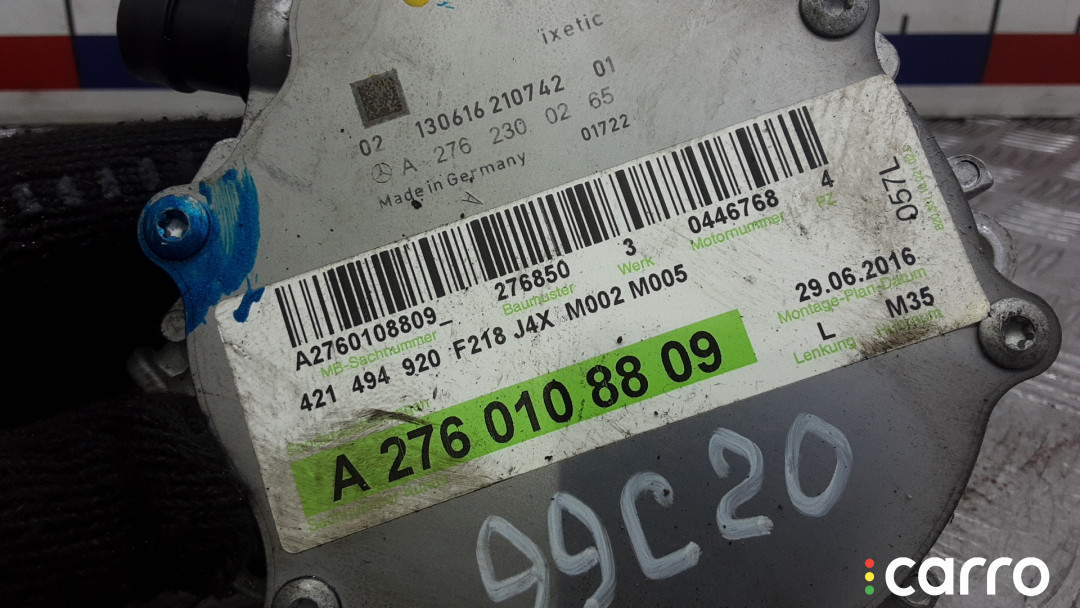 ixetic
02 130616 210742 01
A 276 230 02 65
Made in Germany
01722
A
A2760108809_ 276850 3 0446768 4
MB-Sachnummer Baumuster Werk Motornummer PZ
057L
421 494 920 F218 J4X M002 M005
29.06.2016
Montage-Plan-Datum
L M35
Lenkung
A 276 010 88 09
99C20
carro